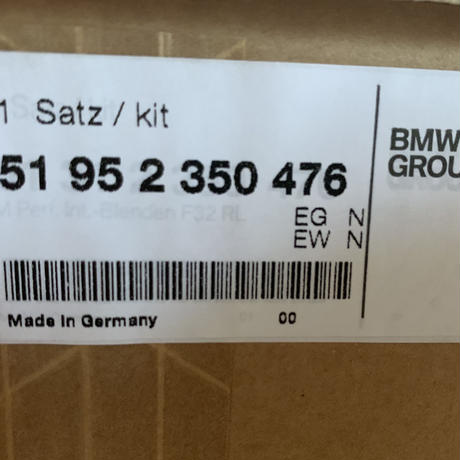 1 Satz / kit
51 95 2 350 476
M Perf. Int.-Blenden F32 RL
EG N
EW N
Made in Germany 01 00
BMW
GROU